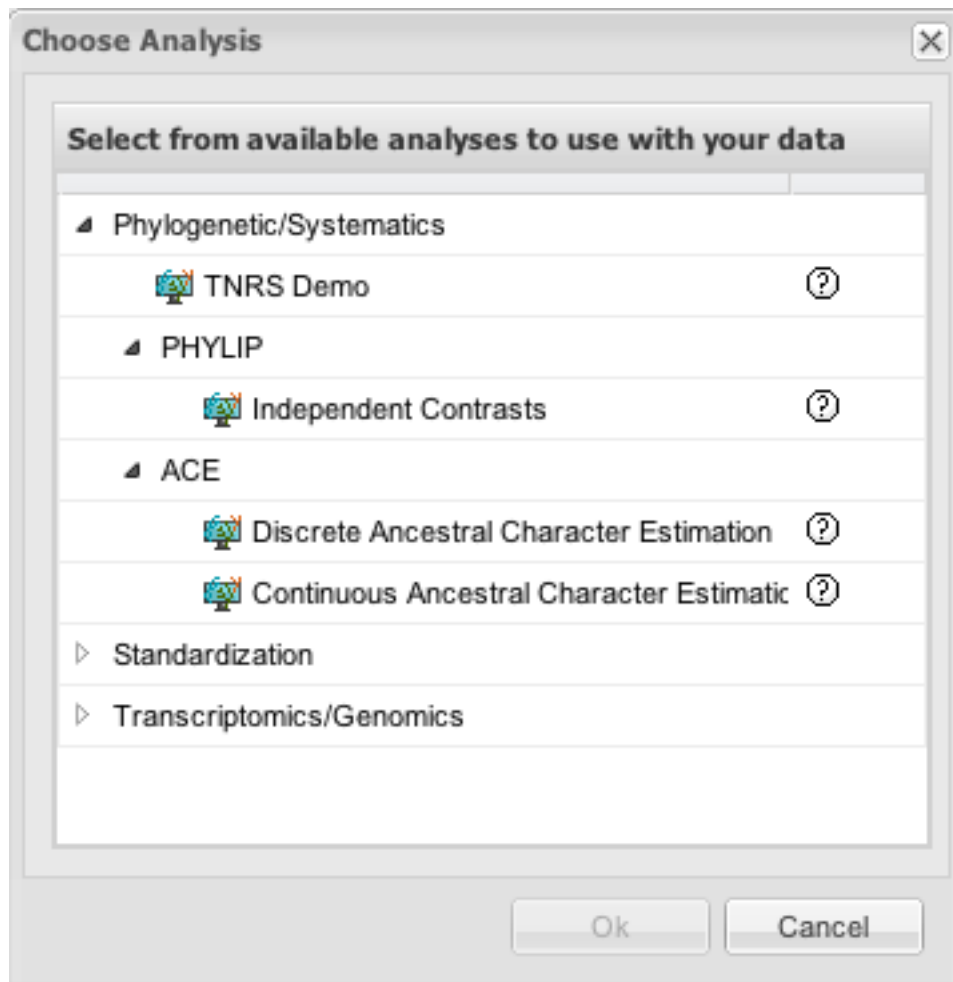 Choose Analysis
Select from available analyses to use with your data
Phylogenetic/Systematics
TNRS Demo
PHYLIP
Independent Contrasts
ACE
Discrete Ancestral Character Estimation
Continuous Ancestral Character Estimatic
Standardization
Transcriptomics/Genomics
Ok
Cancel